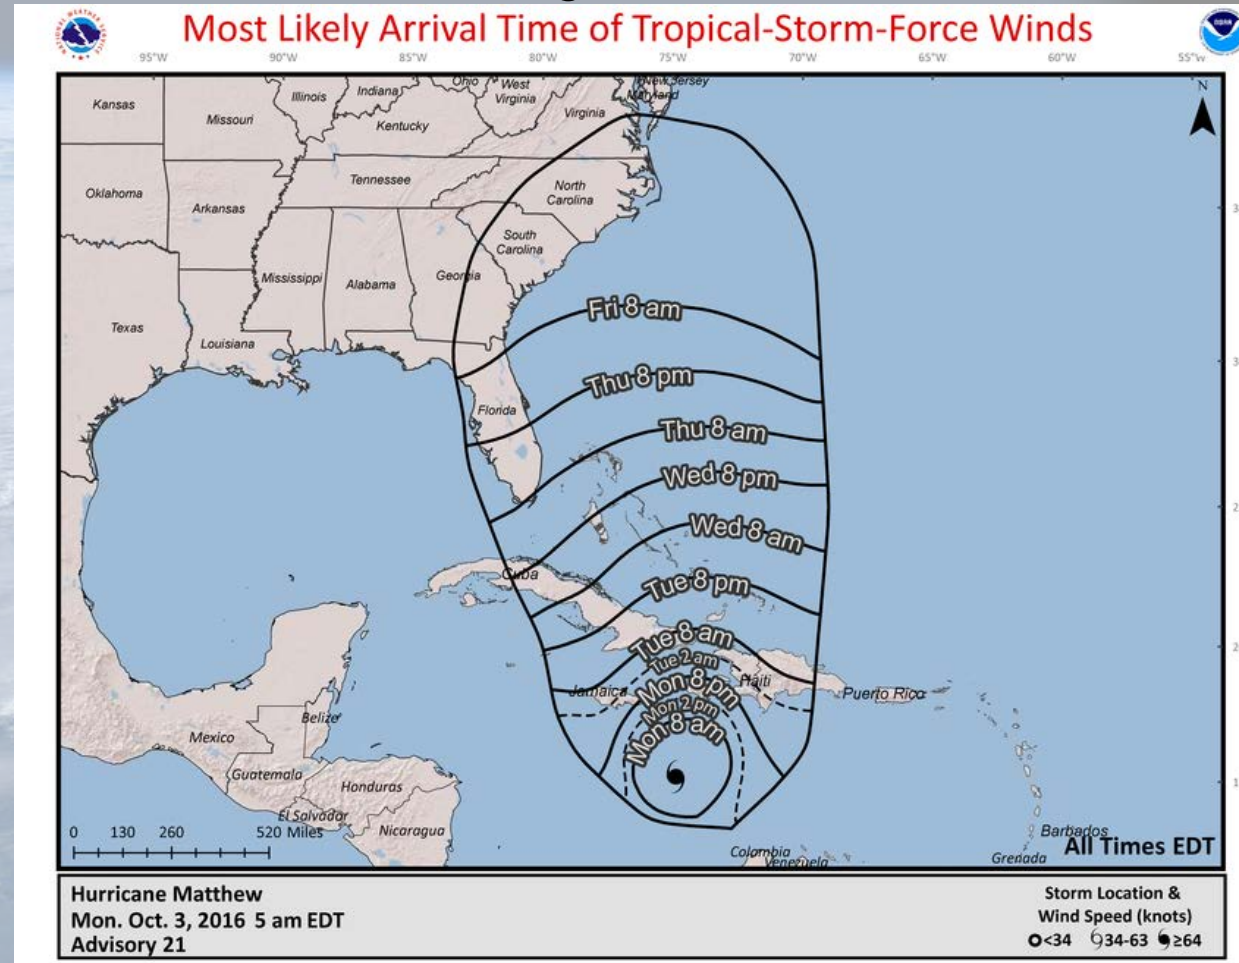 Most Likely Arrival Time of Tropical-Storm-Force Winds
95°W 90°W 85°W 80°W 75°W 70°W 65°W 60°W 55°W
N
Ohio
West
Virginia
New Jersey
Maryland
Kansas
Missouri
Illinois
Indiana
Kentucky
Virginia
Oklahoma
Arkansas
Tennessee
North
Carolina
South
Carolina
Mississippi
Alabama
Georgia
Texas
Louisiana
Florida
Fri 8 am
Thu 8 pm
Thu 8 am
Wed 8 pm
Wed 8 am
Cuba
Tue 8 pm
Tue 8 am
Tue 2 am
Mon 8 pm
Mon 2 pm
Mon 8 am
Jamaica
Haiti
Puerto Rico
Mexico
Belize
Guatemala
Honduras
El Salvador
Nicaragua
Colombia
Venezuela
Barbados
Grenada
0 130 260 520 Miles
All Times EDT
Hurricane Matthew
Mon. Oct. 3, 2016 5 am EDT
Advisory 21
Storm Location &
Wind Speed (knots)
<34 34-63 ≥64